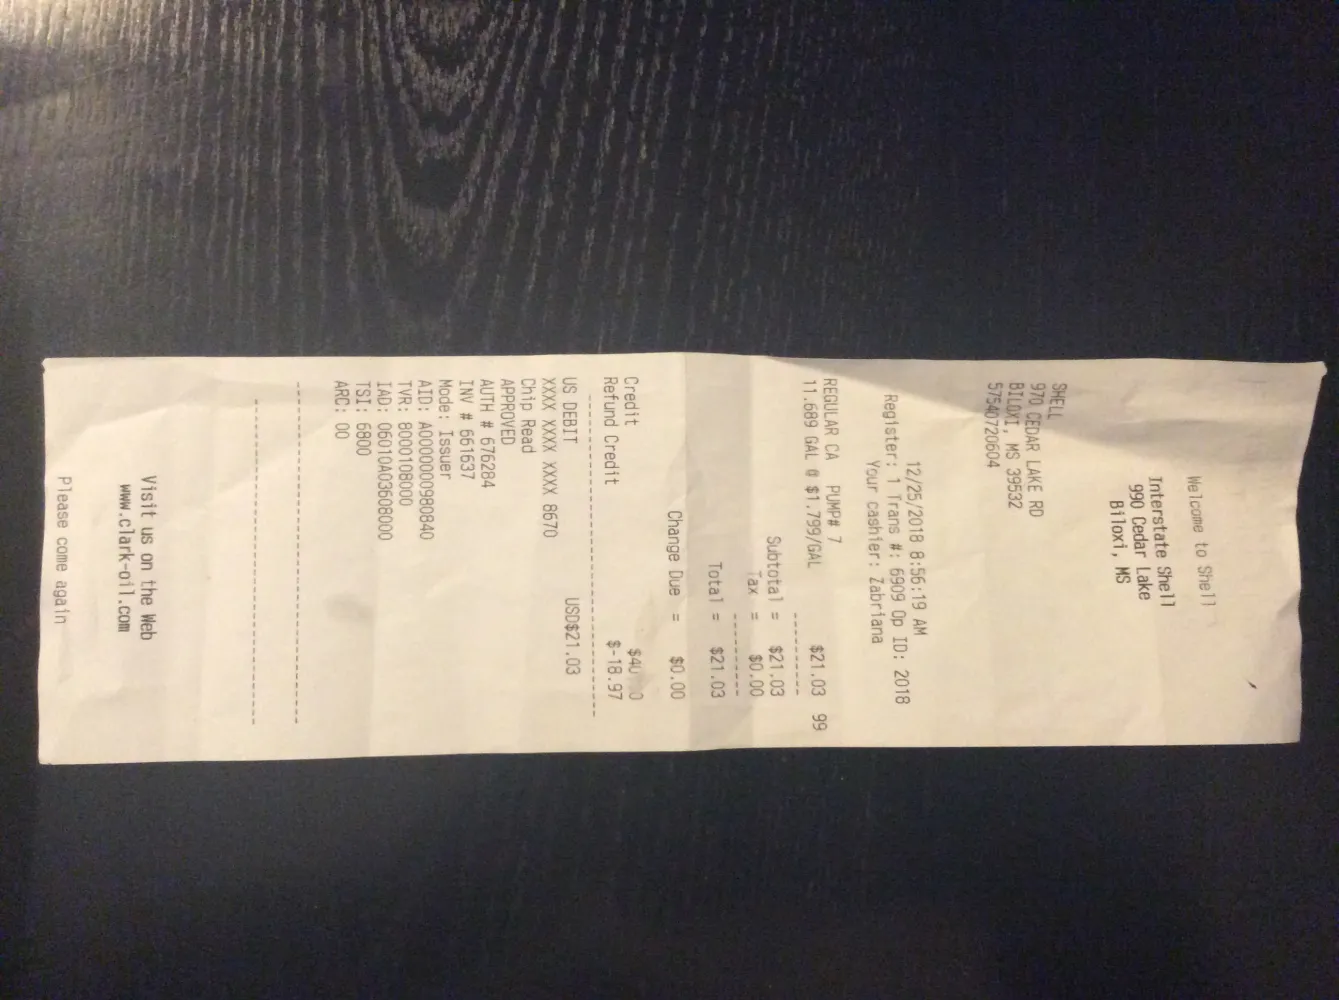 Welcome to Shell
Interstate Shell
990 Cedar Lake
Biloxi, MS
SHELL
970 CEDAR LAKE RD
BILOXI, MS 39532
57540720604
12/25/2018 8:56:19 AM
Register: 1 Trans #: 6909 Op ID: 2018
Your cashier: Zabriana
REGULAR CA PUMP# 7 $21.03 99
11.689 GAL @ $1.799/GAL
------------
Subtotal = $21.03
Tax = $0.00
------------
Total = $21.03
Change Due = $0.00
Credit
Refund Credit $-18.97
----------------------------------------
US DEBIT USD$21.03
XXXX XXXX XXXX 8670
Chip Read
APPROVED
AUTH # 676284
INV # 661637
Mode: Issuer
AID: A0000000980840
TVR: 8000108000
IAD: 06010A03608000
TSI: 6800
ARC: 00
----------------------------------------
----------------------------------------
Visit us on the Web
www.clark-oil.com
Please come again